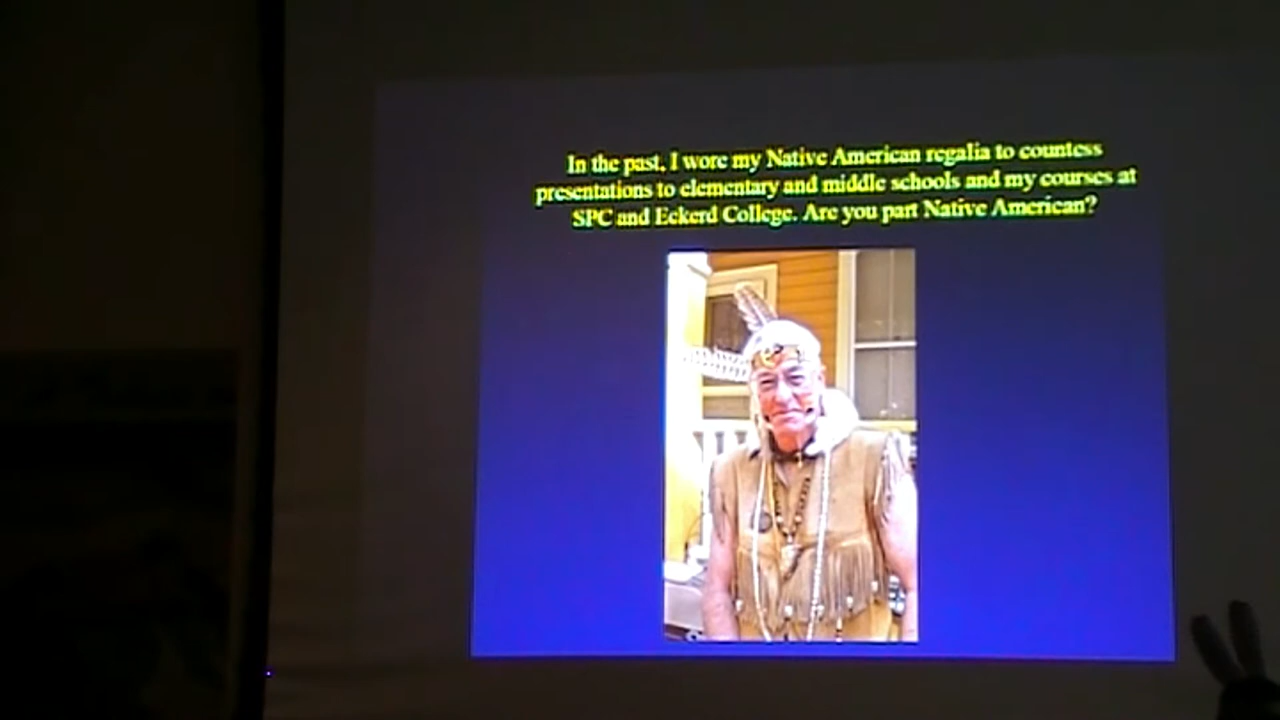 In the past, I wore my Native American regalia to countess
presentations to elementary and middle schools and my courses at
SPC and Eckerd College. Are you part Native American?